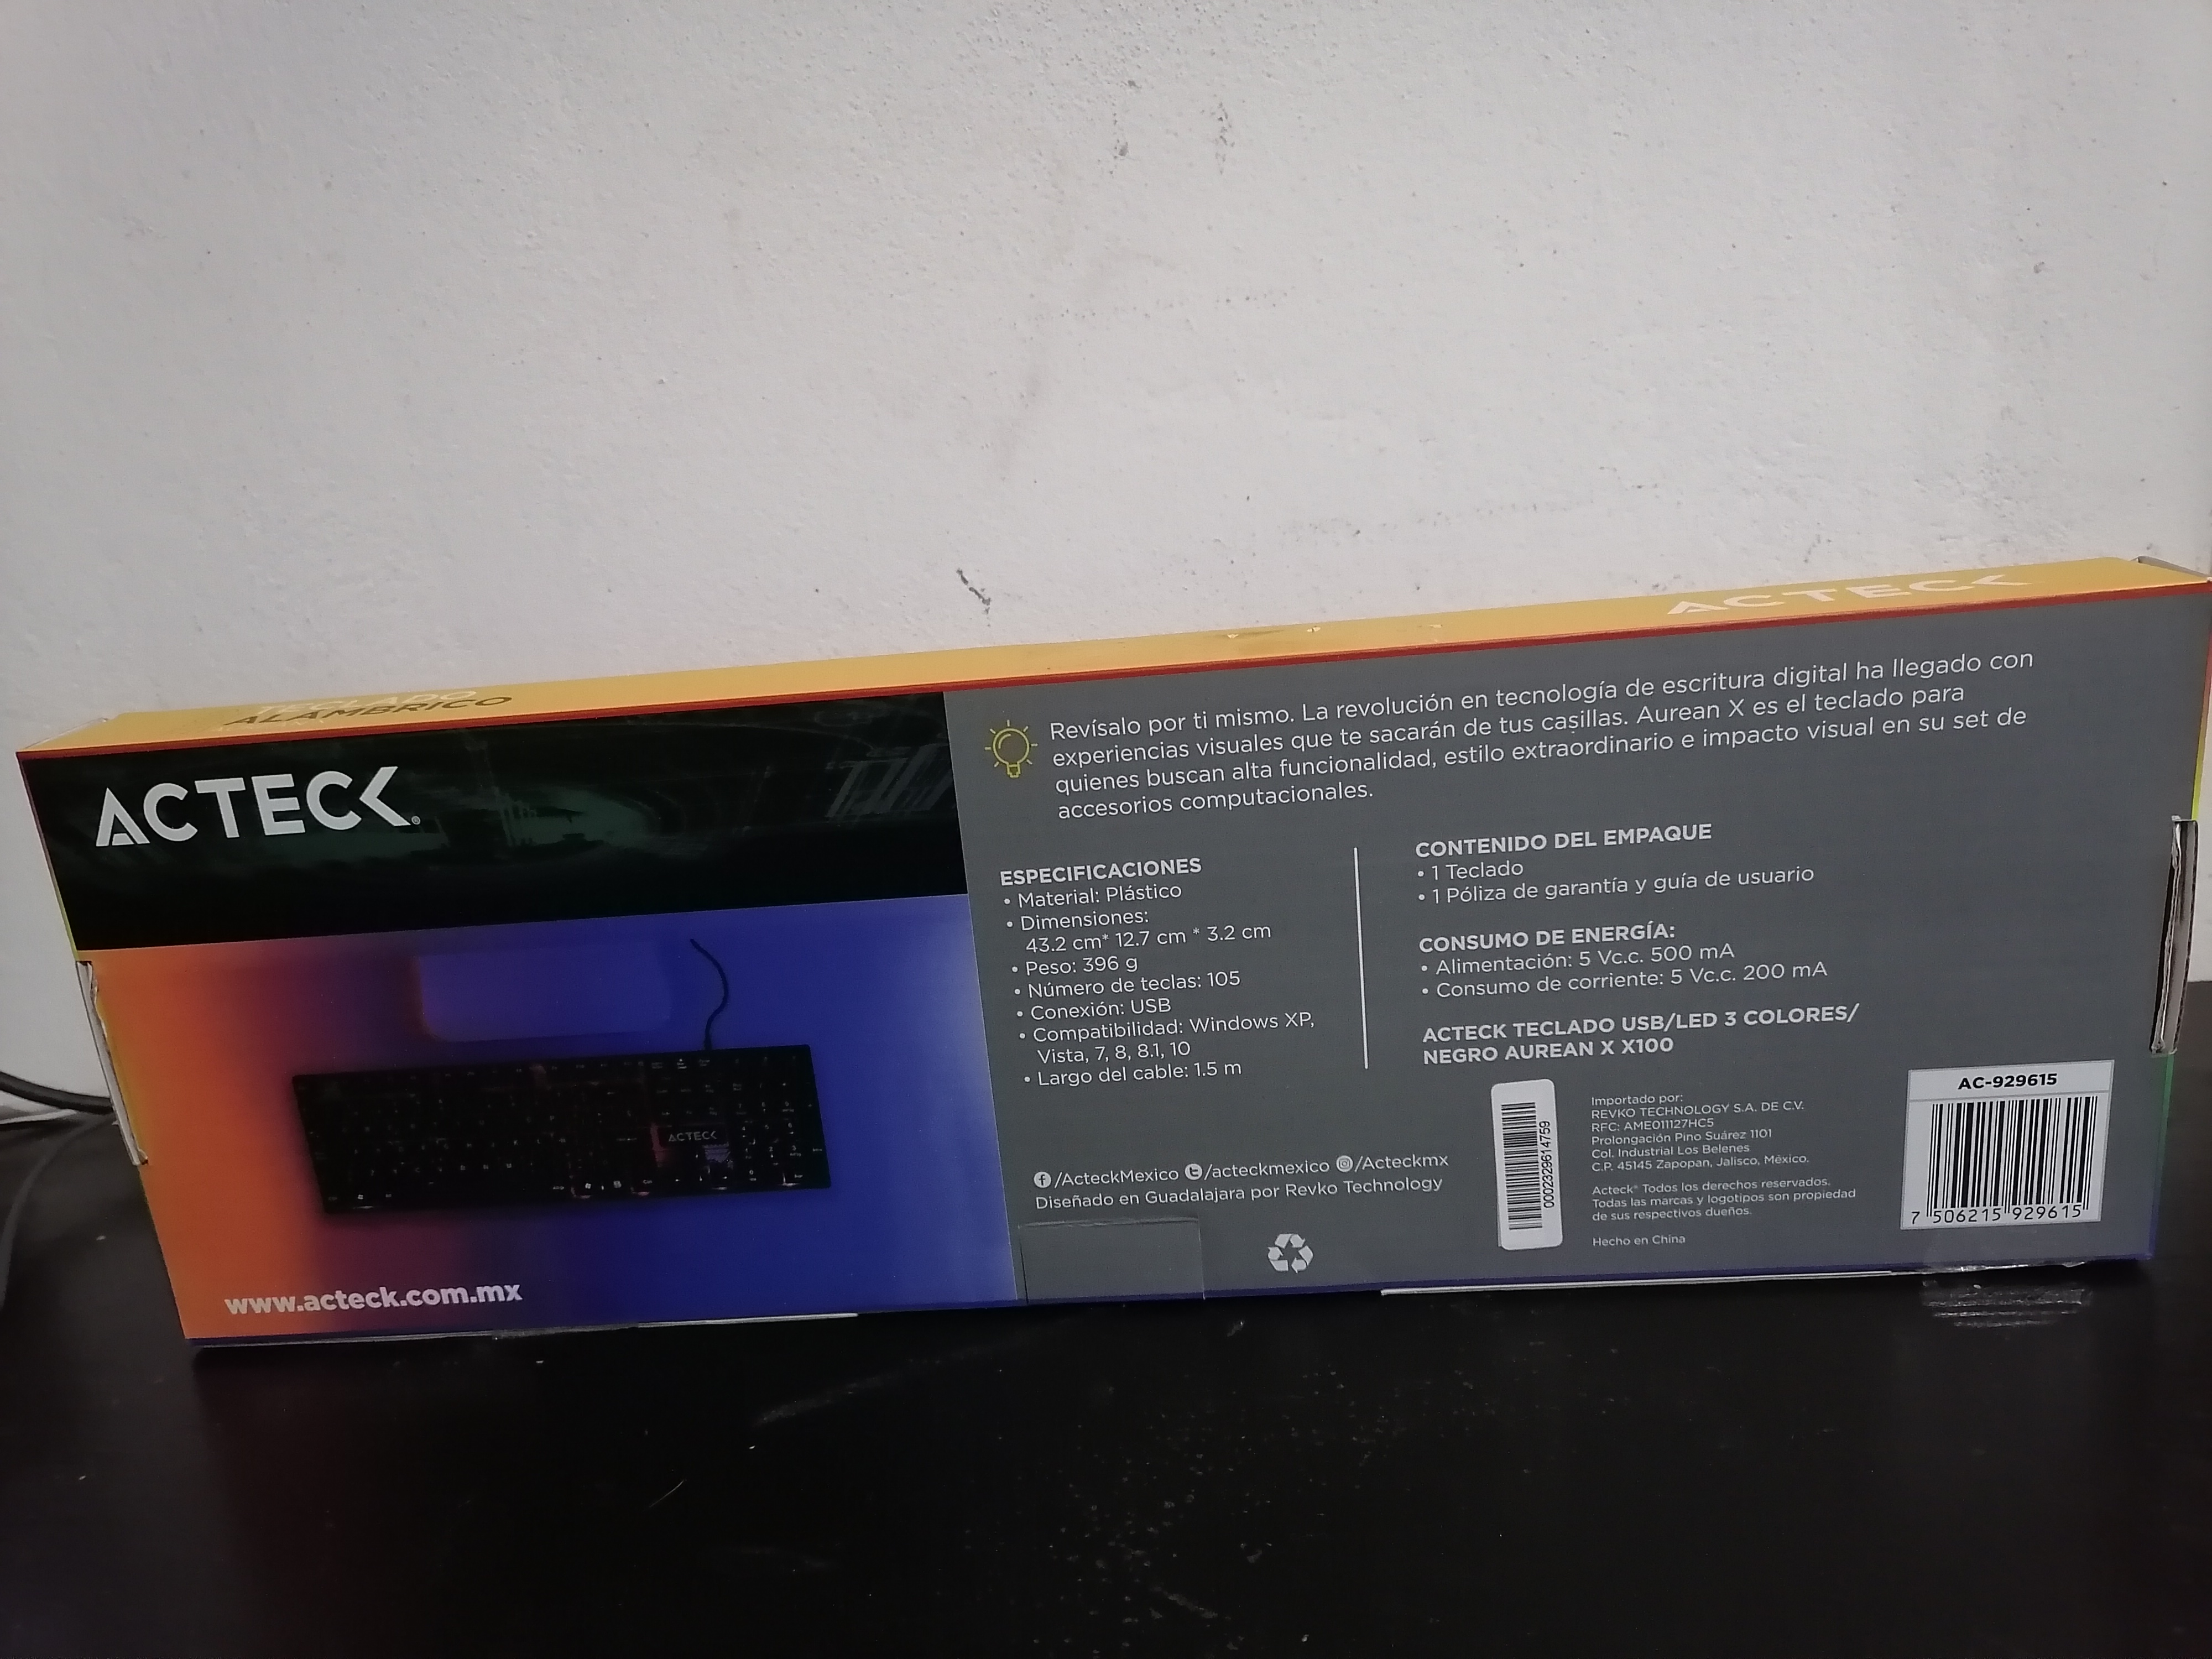 TECLADO
ALÁMBRICO
ACTECK
ACTECK®
www.acteck.com.mx
ACTECK
Revísalo por ti mismo. La revolución en tecnología de escritura digital ha llegado con
experiencias visuales que te sacarán de tus casillas. Aurean X es el teclado para
quienes buscan alta funcionalidad, estilo extraordinario e impacto visual en su set de
accesorios computacionales.
ESPECIFICACIONES
• Material: Plástico
• Dimensiones:
43.2 cm* 12.7 cm * 3.2 cm
• Peso: 396 g
• Número de teclas: 105
• Conexión: USB
• Compatibilidad: Windows XP,
Vista, 7, 8, 8.1, 10
• Largo del cable: 1.5 m
/ActeckMexico /acteckmexico /Acteckmx
Diseñado en Guadalajara por Revko Technology
CONTENIDO DEL EMPAQUE
• 1 Teclado
• 1 Póliza de garantía y guía de usuario
CONSUMO DE ENERGÍA:
• Alimentación: 5 Vc.c. 500 mA
• Consumo de corriente: 5 Vc.c. 200 mA
ACTECK TECLADO USB/LED 3 COLORES/
NEGRO AUREAN X X100
0002329614759
Importado por:
REVKO TECHNOLOGY S.A. DE C.V.
RFC: AME011127HC5
Prolongación Pino Suárez 1101
Col. Industrial Los Belenes
C.P. 45145 Zapopan, Jalisco, México.
Acteck® Todos los derechos reservados.
Todas las marcas y logotipos son propiedad
de sus respectivos dueños.
Hecho en China
AC-929615
7 506215 929615